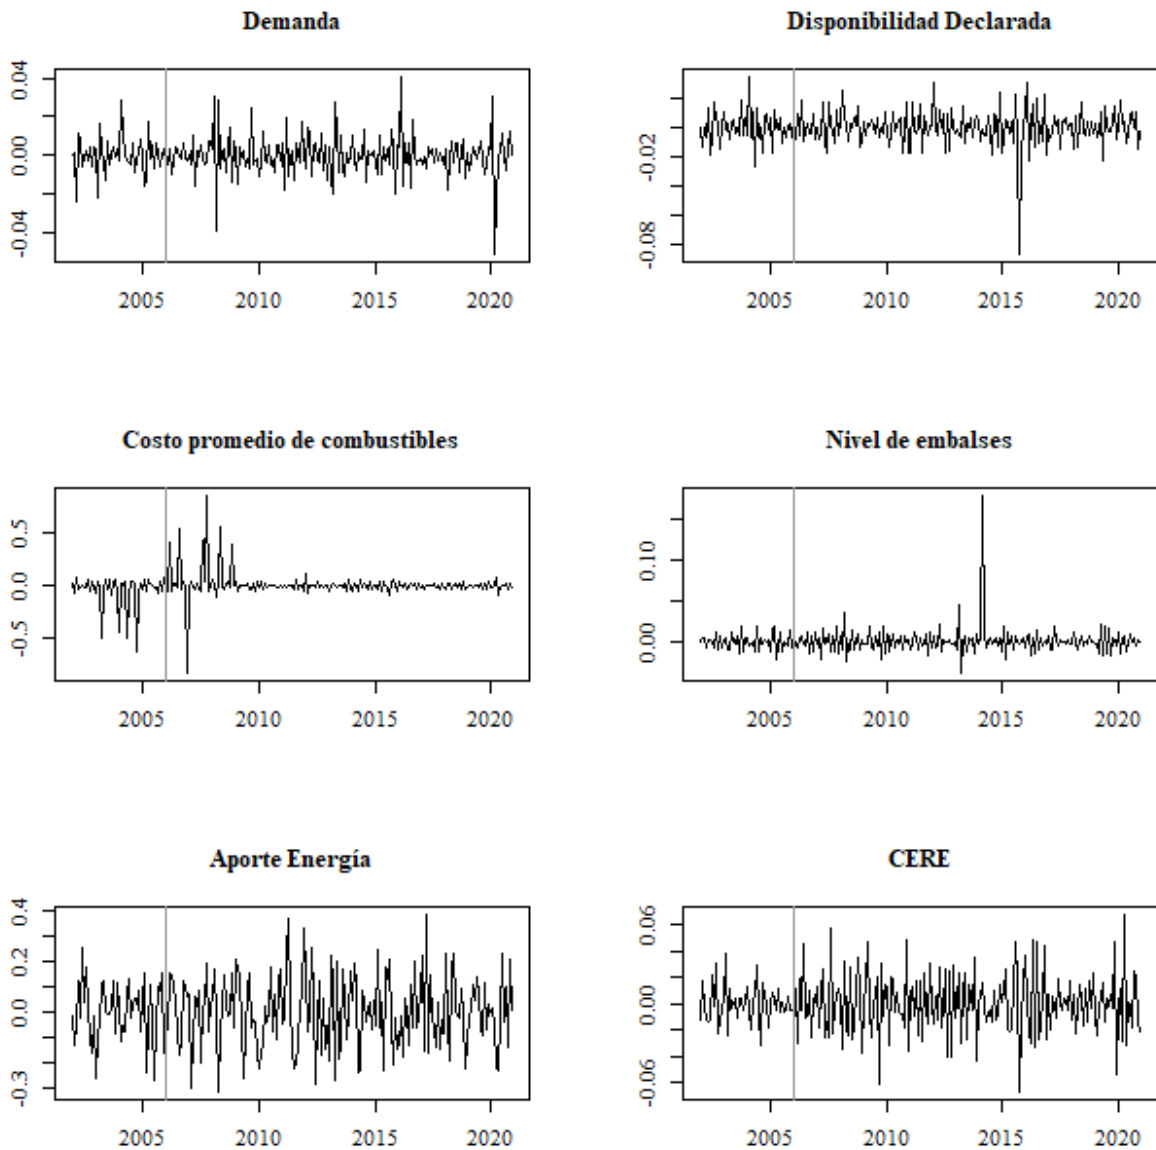 Demanda
0.04
0.00
-0.04
2005 2010 2015 2020
Disponibilidad Declarada
-0.02
-0.08
2005 2010 2015 2020
Costo promedio de combustibles
0.5
0.0
-0.5
2005 2010 2015 2020
Nivel de embalses
0.10
0.00
2005 2010 2015 2020
Aporte Energía
0.4
0.2
0.0
-0.3
2005 2010 2015 2020
CERE
0.06
0.00
-0.06
2005 2010 2015 2020